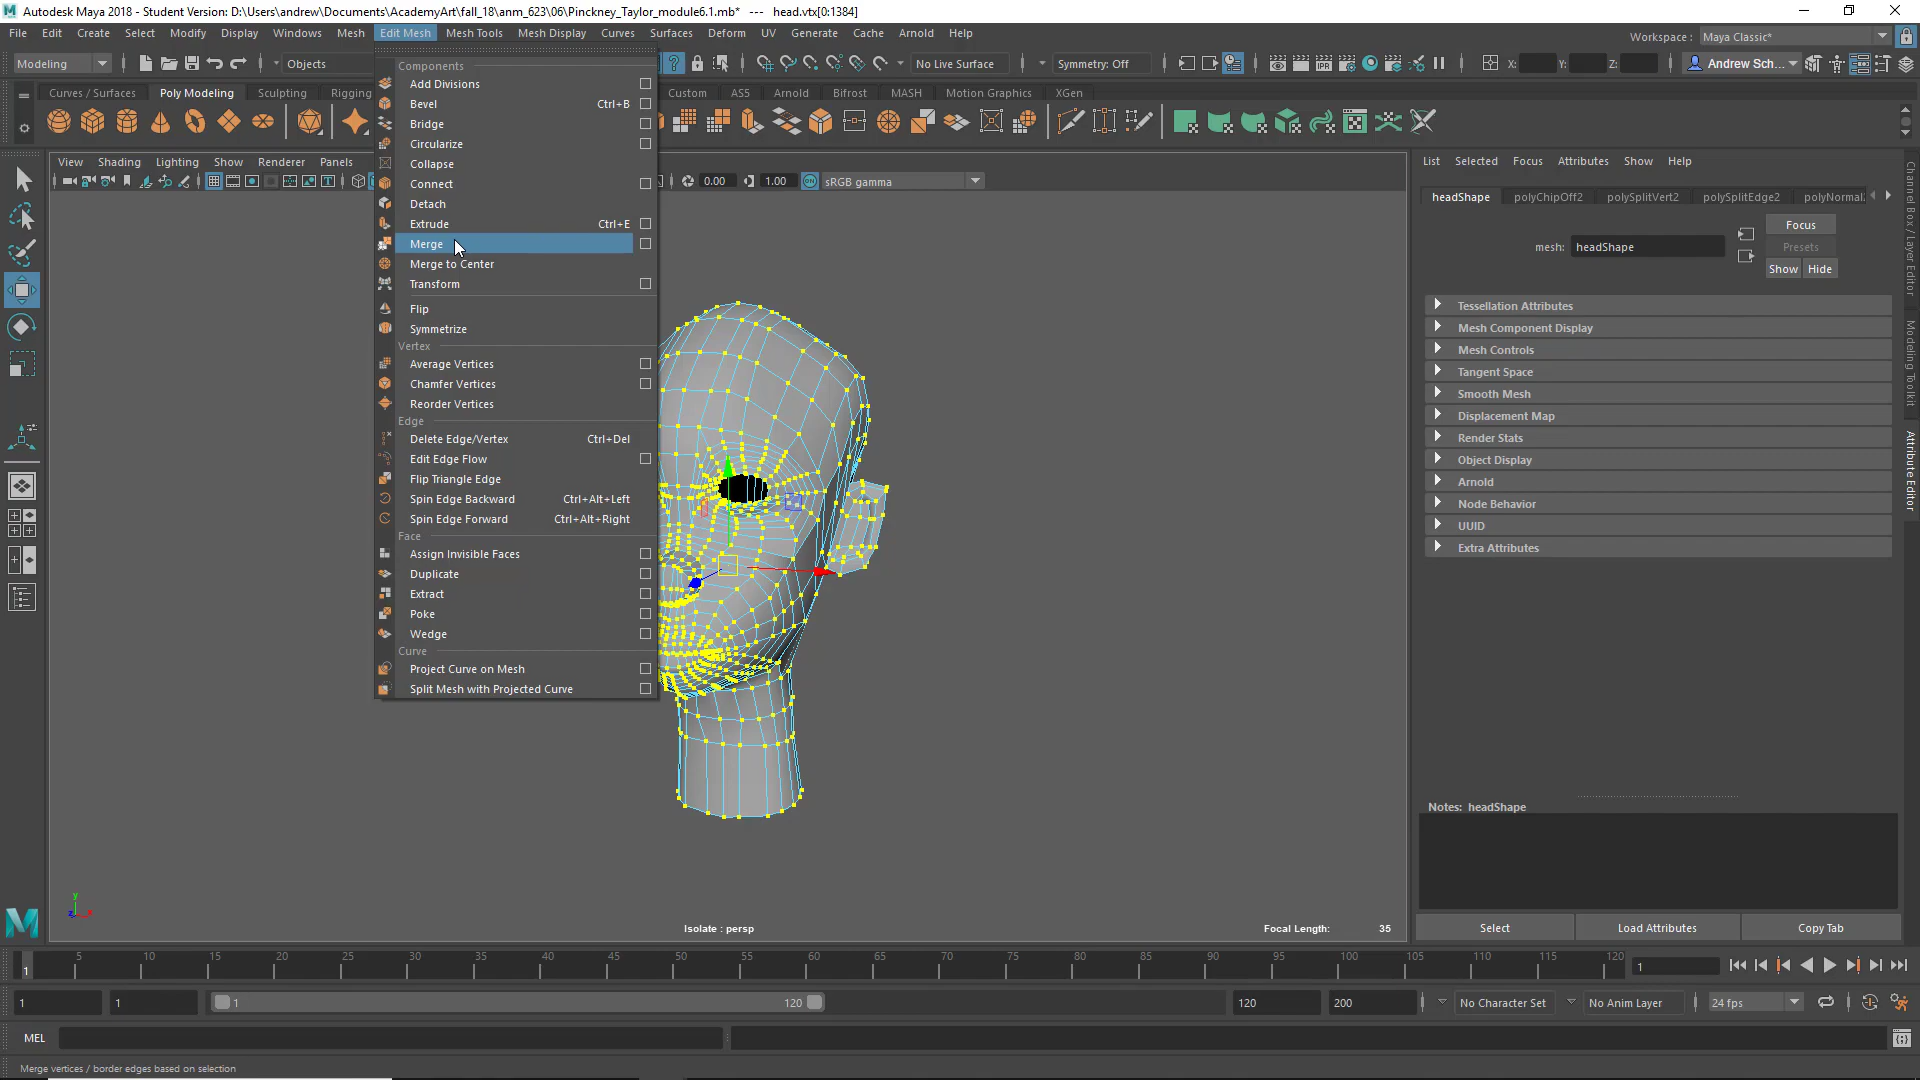 Autodesk Maya 2018 - Student Version: D:\Users\andrew\Documents\AcademyArt\fall_18\anm_623\06\Pinckney_Taylor_module6.1.mb* --- head.vtx[0:1384]
File Edit Create Select Modify Display Windows Mesh Edit Mesh Mesh Tools Mesh Display Curves Surfaces Deform UV Generate Cache Arnold Help
Workspace : Maya Classic*
Modeling Objects No Live Surface Symmetry: Off X: Y: Z: Andrew Sch...
Curves / Surfaces Poly Modeling Sculpting Rigging Custom AS5 Arnold Bifrost MASH Motion Graphics XGen
View Shading Lighting Show Renderer Panels
0.00 1.00 sRGB gamma
Components
Add Divisions
Bevel Ctrl+B
Bridge
Circularize
Collapse
Connect
Detach
Extrude Ctrl+E
Merge
Merge to Center
Transform
Flip
Symmetrize
Vertex
Average Vertices
Chamfer Vertices
Reorder Vertices
Edge
Delete Edge/Vertex Ctrl+Del
Edit Edge Flow
Flip Triangle Edge
Spin Edge Backward Ctrl+Alt+Left
Spin Edge Forward Ctrl+Alt+Right
Face
Assign Invisible Faces
Duplicate
Extract
Poke
Wedge
Curve
Project Curve on Mesh
Split Mesh with Projected Curve
y
z x
Isolate : persp
Focal Length: 35
List Selected Focus Attributes Show Help
headShape polyChipOff2 polySplitVert2 polySplitEdge2 polyNormal
mesh: headShape
Focus
Presets
Show Hide
Tessellation Attributes
Mesh Component Display
Mesh Controls
Tangent Space
Smooth Mesh
Displacement Map
Render Stats
Object Display
Arnold
Node Behavior
UUID
Extra Attributes
Notes: headShape
Select Load Attributes Copy Tab
Channel Box / Layer Editor
Modeling Toolkit
Attribute Editor
1 5 10 15 20 25 30 35 40 45 50 55 60 65 70 75 80 85 90 95 100 105 110 115 120 1
1 1 1 120 120 200 No Character Set No Anim Layer 24 fps
MEL
Merge vertices / border edges based on selection